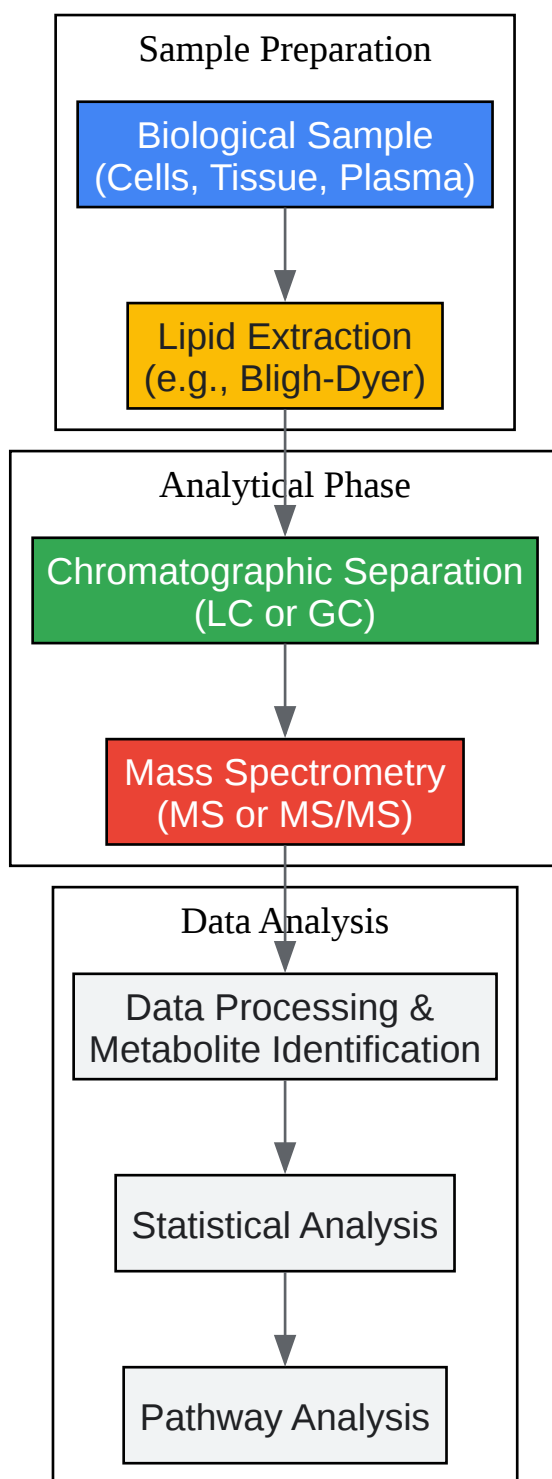 Sample Preparation
Biological Sample
(Cells, Tissue, Plasma)
Lipid Extraction
(e.g., Bligh-Dyer)
Analytical Phase
Chromatographic Separation
(LC or GC)
Mass Spectrometry
(MS or MS/MS)
Data Analysis
Data Processing &
Metabolite Identification
Statistical Analysis
Pathway Analysis